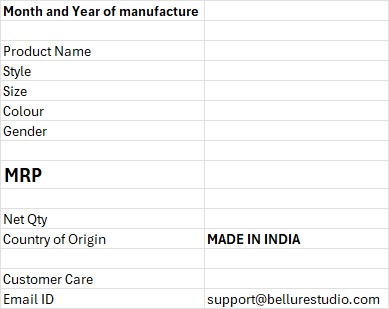 Month and Year of manufacture
Product Name
Style
Size
Colour
Gender
MRP
Net Qty
Country of Origin MADE IN INDIA
Customer Care
Email ID support@bellurestudio.com